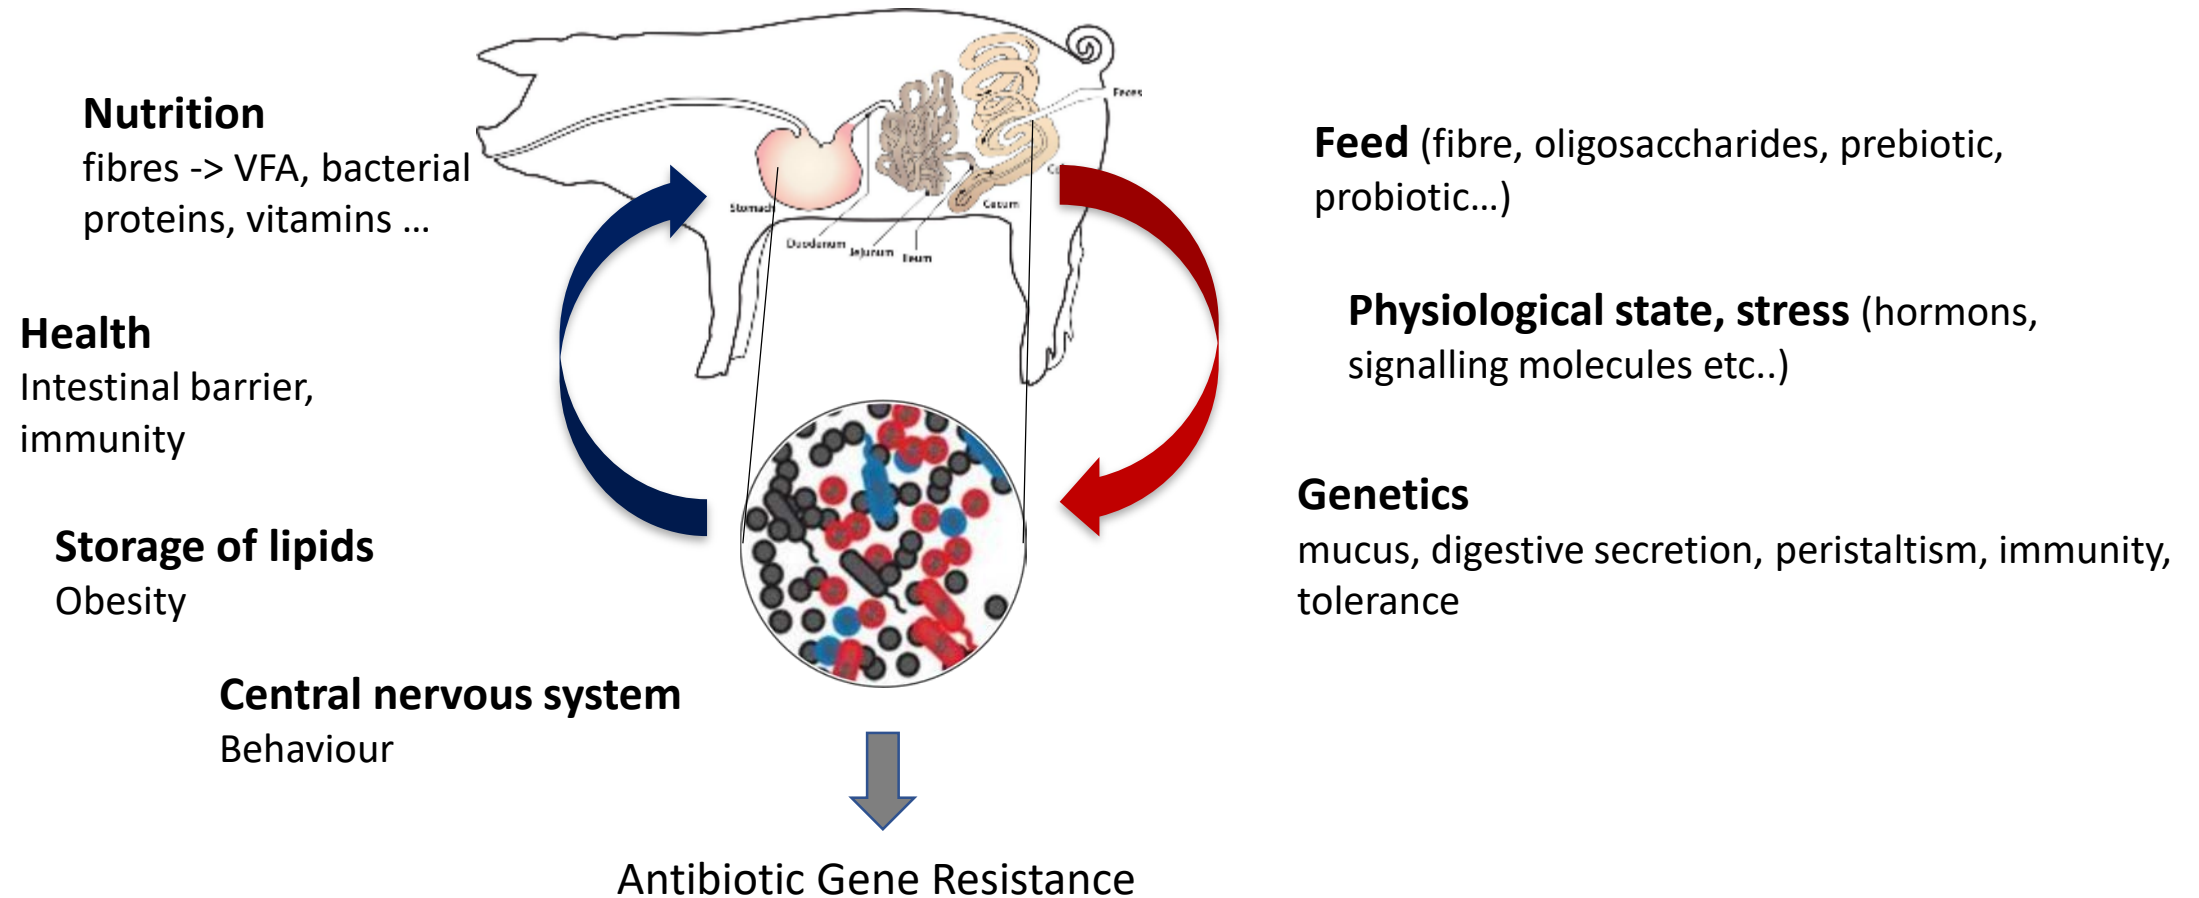 Nutrition
fibres -> VFA, bacterial
proteins, vitamins ...
Health
Intestinal barrier,
immunity
Storage of lipids
Obesity
Central nervous system
Behaviour
Feces
Stomach
Duodenum
Jejunum
Ileum
Cecum
Feed (fibre, oligosaccharides, prebiotic,
probiotic...)
Physiological state, stress (hormons,
signalling molecules etc..)
Genetics
mucus, digestive secretion, peristaltism, immunity,
tolerance
Antibiotic Gene Resistance